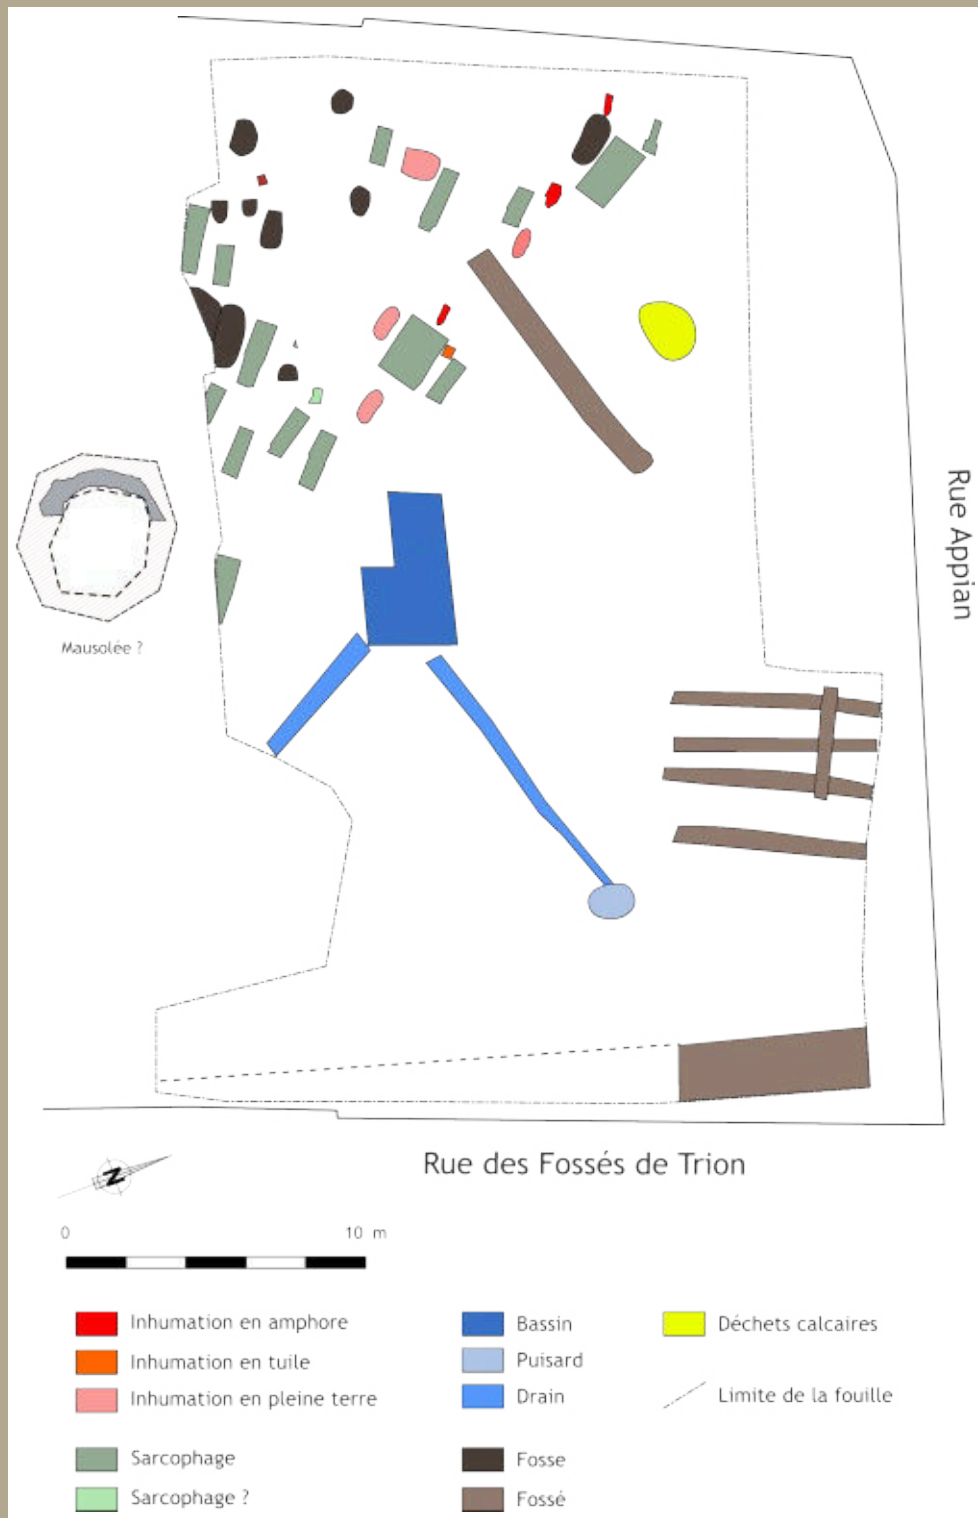 Rue Appian
Mausolée ?
Rue des Fossés de Trion
N
0 10 m
Inhumation en amphore
Inhumation en tuile
Inhumation en pleine terre
Sarcophage
Sarcophage ?
Bassin
Puisard
Drain
Fosse
Fossé
Déchets calcaires
Limite de la fouille